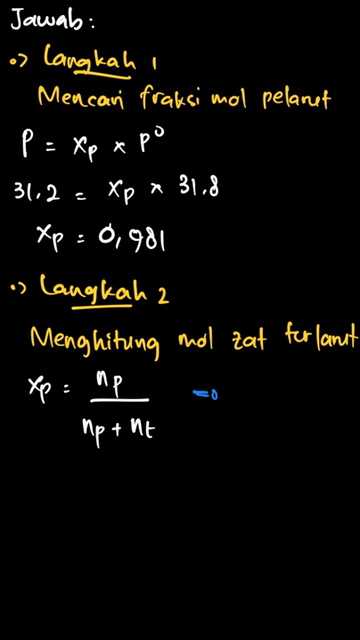 Jawab :
•) Langkah 1
Mencari fraksi mol pelarut
P = xp × p⁰
31.2 = xp × 31.8
xp = 0,981
•) Langkah 2
Menghitung mol zat terlarut
xp = np / np + nt